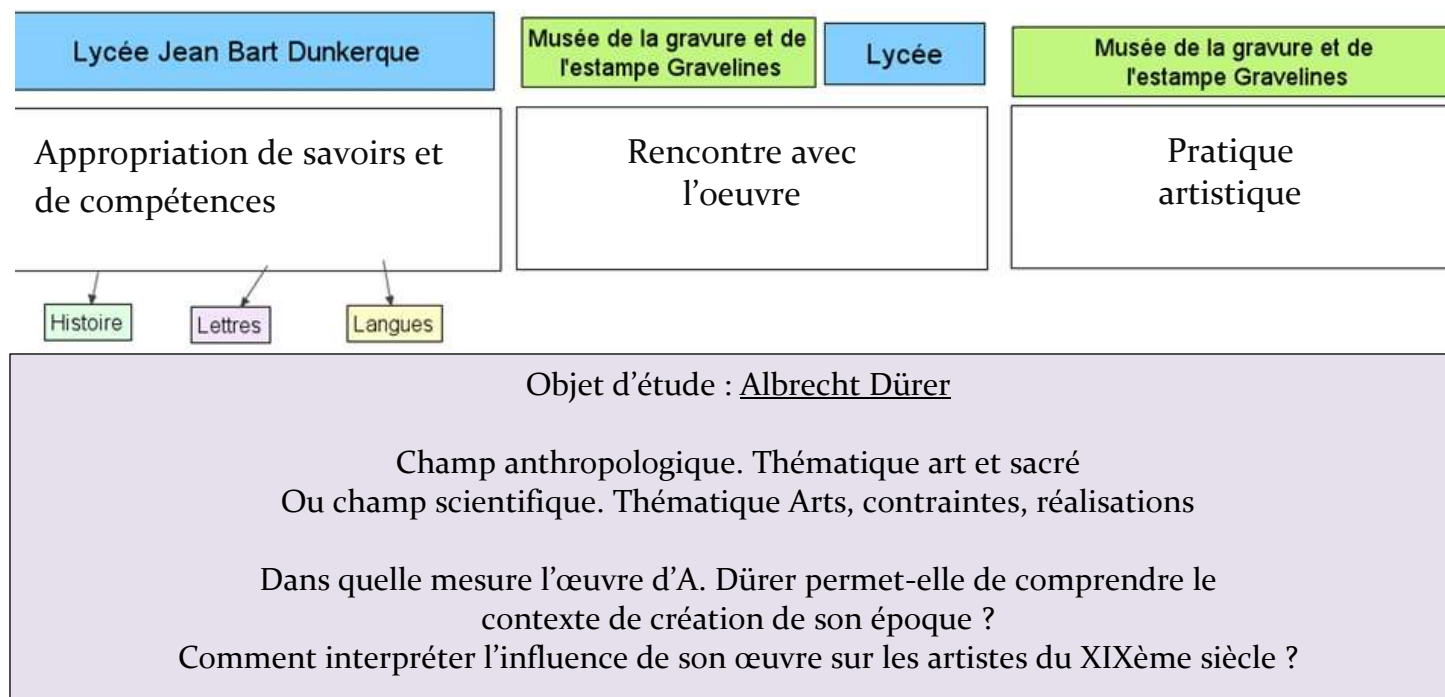 Lycée Jean Bart Dunkerque
Musée de la gravure et de
l'estampe Gravelines
Lycée
Musée de la gravure et de
l'estampe Gravelines
Appropriation de savoirs et
de compétences
Rencontre avec
l'oeuvre
Pratique
artistique
Histoire
Lettres
Langues
Objet d'étude : Albrecht Dürer
Champ anthropologique. Thématique art et sacré
Ou champ scientifique. Thématique Arts, contraintes, réalisations
Dans quelle mesure l'œuvre d'A. Dürer permet-elle de comprendre le
contexte de création de son époque ?
Comment interpréter l'influence de son œuvre sur les artistes du XIXème siècle ?